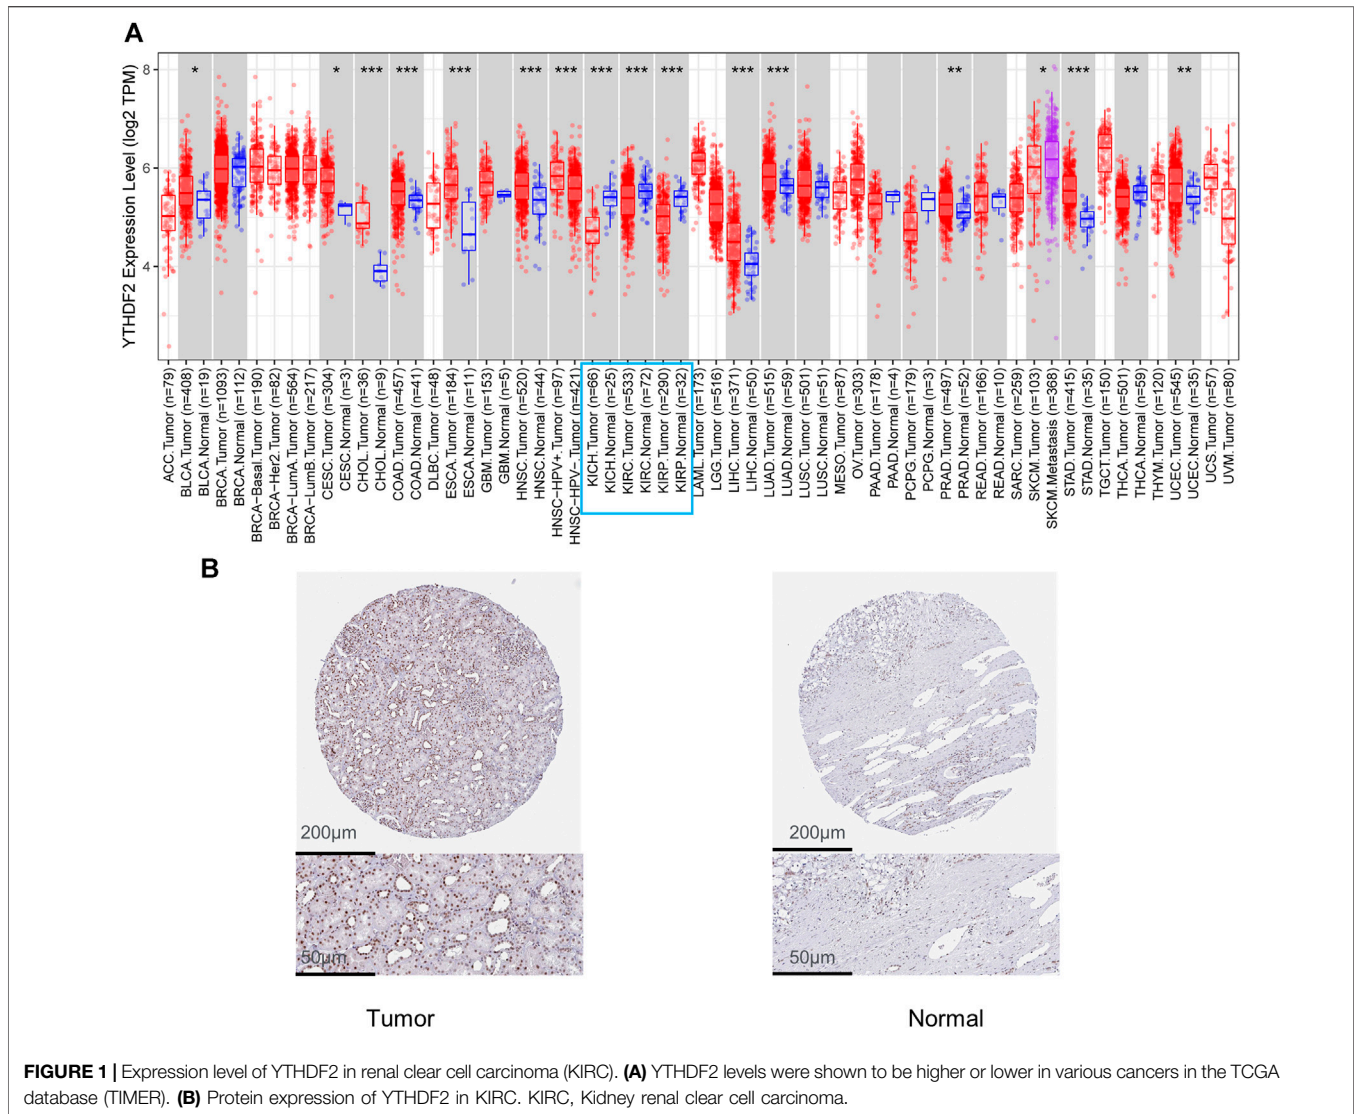 A
YTHDF2 Expression Level (log2 TPM)
8
6
4
* * *** *** *** *** *** *** *** *** *** *** ** * *** ** **
ACC.Tumor (n=79)
BLCA.Tumor (n=408)
BLCA.Normal (n=19)
BRCA.Tumor (n=1093)
BRCA.Normal (n=112)
BRCA-Basal.Tumor (n=190)
BRCA-Her2.Tumor (n=82)
BRCA-LumA.Tumor (n=564)
BRCA-LumB.Tumor (n=217)
CESC.Tumor (n=304)
CESC.Normal (n=3)
CHOL.Tumor (n=36)
CHOL.Normal (n=9)
COAD.Tumor (n=457)
COAD.Normal (n=41)
DLBC.Tumor (n=48)
ESCA.Tumor (n=184)
ESCA.Normal (n=11)
GBM.Tumor (n=153)
GBM.Normal (n=5)
HNSC.Tumor (n=520)
HNSC.Normal (n=44)
HNSC-HPV+.Tumor (n=97)
HNSC-HPV-.Tumor (n=421)
KICH.Tumor (n=66)
KICH.Normal (n=25)
KIRC.Tumor (n=533)
KIRC.Normal (n=72)
KIRP.Tumor (n=290)
KIRP.Normal (n=32)
LAML.Tumor (n=173)
LGG.Tumor (n=516)
LIHC.Tumor (n=371)
LIHC.Normal (n=50)
LUAD.Tumor (n=515)
LUAD.Normal (n=59)
LUSC.Tumor (n=501)
LUSC.Normal (n=51)
MESO.Tumor (n=87)
OV.Tumor (n=303)
PAAD.Tumor (n=178)
PAAD.Normal (n=4)
PCPG.Tumor (n=179)
PCPG.Normal (n=3)
PRAD.Tumor (n=497)
PRAD.Normal (n=52)
READ.Tumor (n=166)
READ.Normal (n=10)
SARC.Tumor (n=259)
SKCM.Tumor (n=103)
SKCM.Metastasis (n=368)
STAD.Tumor (n=415)
STAD.Normal (n=35)
TGCT.Tumor (n=150)
THCA.Tumor (n=501)
THCA.Normal (n=59)
THYM.Tumor (n=120)
UCEC.Tumor (n=545)
UCEC.Normal (n=35)
UCS.Tumor (n=57)
UVM.Tumor (n=80)
B
200µm
200µm
50µm
50µm
Tumor
Normal
FIGURE 1 | Expression level of YTHDF2 in renal clear cell carcinoma (KIRC). (A) YTHDF2 levels were shown to be higher or lower in various cancers in the TCGA
database (TIMER). (B) Protein expression of YTHDF2 in KIRC. KIRC, Kidney renal clear cell carcinoma.